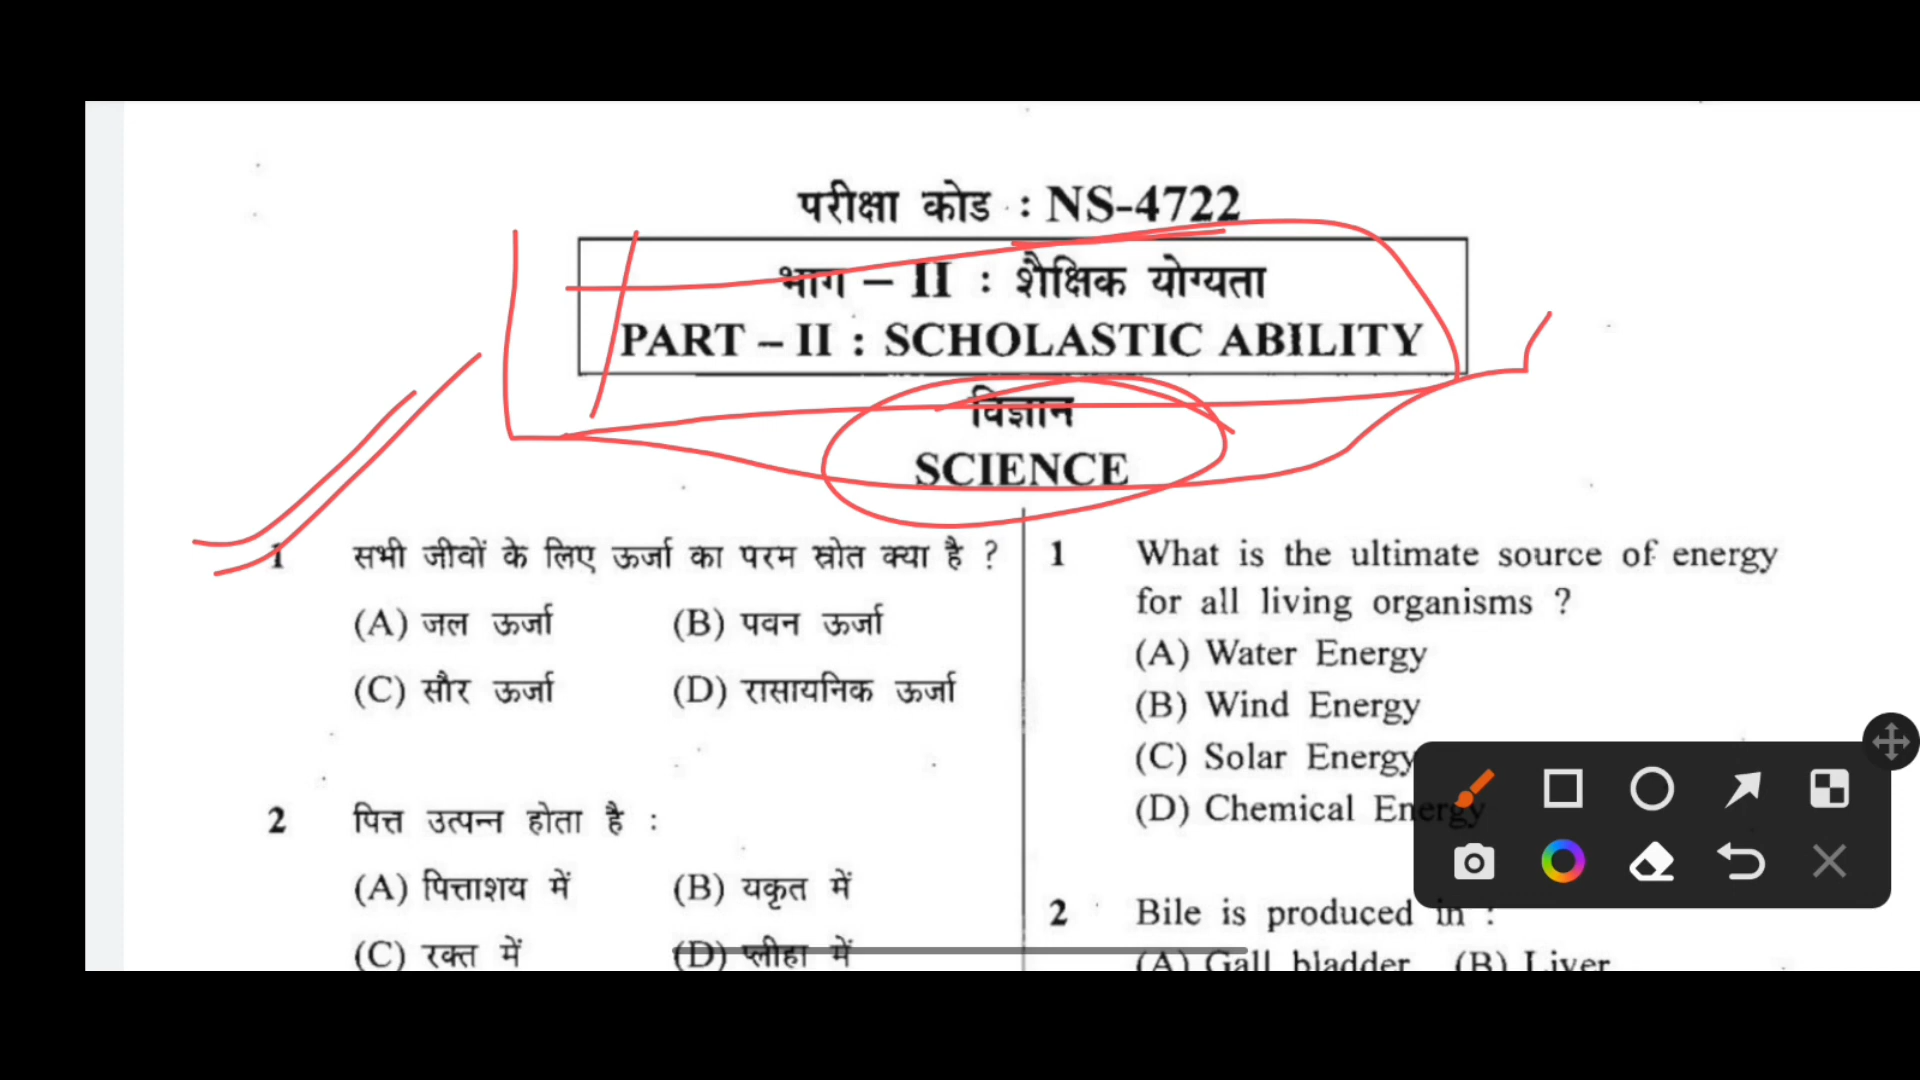 परीक्षा कोड : NS-4722
भाग – II : शैक्षिक योग्यता
PART – II : SCHOLASTIC ABILITY
विज्ञान
SCIENCE
1 सभी जीवों के लिए ऊर्जा का परम स्रोत क्या है ?
(A) जल ऊर्जा (B) पवन ऊर्जा
(C) सौर ऊर्जा (D) रासायनिक ऊर्जा
2 पित्त उत्पन्न होता है :
(A) पित्ताशय में (B) यकृत में
(C) रक्त में (D) प्लीहा में
1 What is the ultimate source of energy
for all living organisms ?
(A) Water Energy
(B) Wind Energy
(C) Solar Energy
(D) Chemical Energy
2 Bile is produced in :
(A) Gall bladder (B) Liver